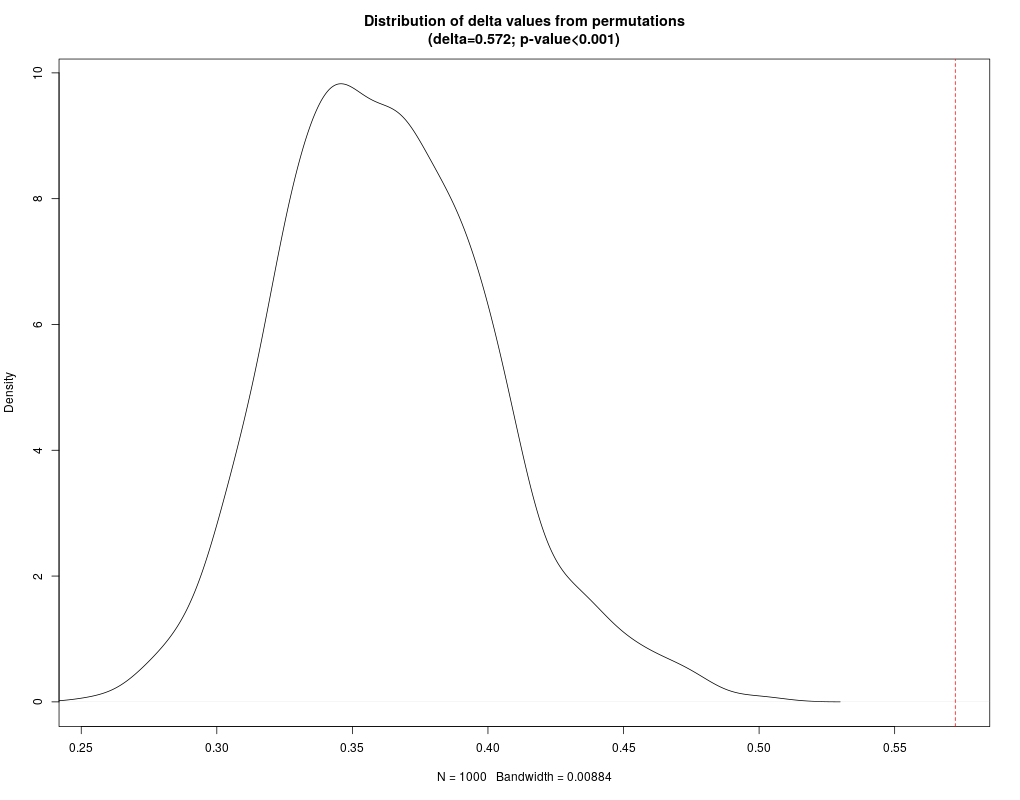 Distribution of delta values from permutations
(delta=0.572; p-value<0.001)
Density
10
8
6
4
2
0
0.25 0.30 0.35 0.40 0.45 0.50 0.55
N = 1000 Bandwidth = 0.00884